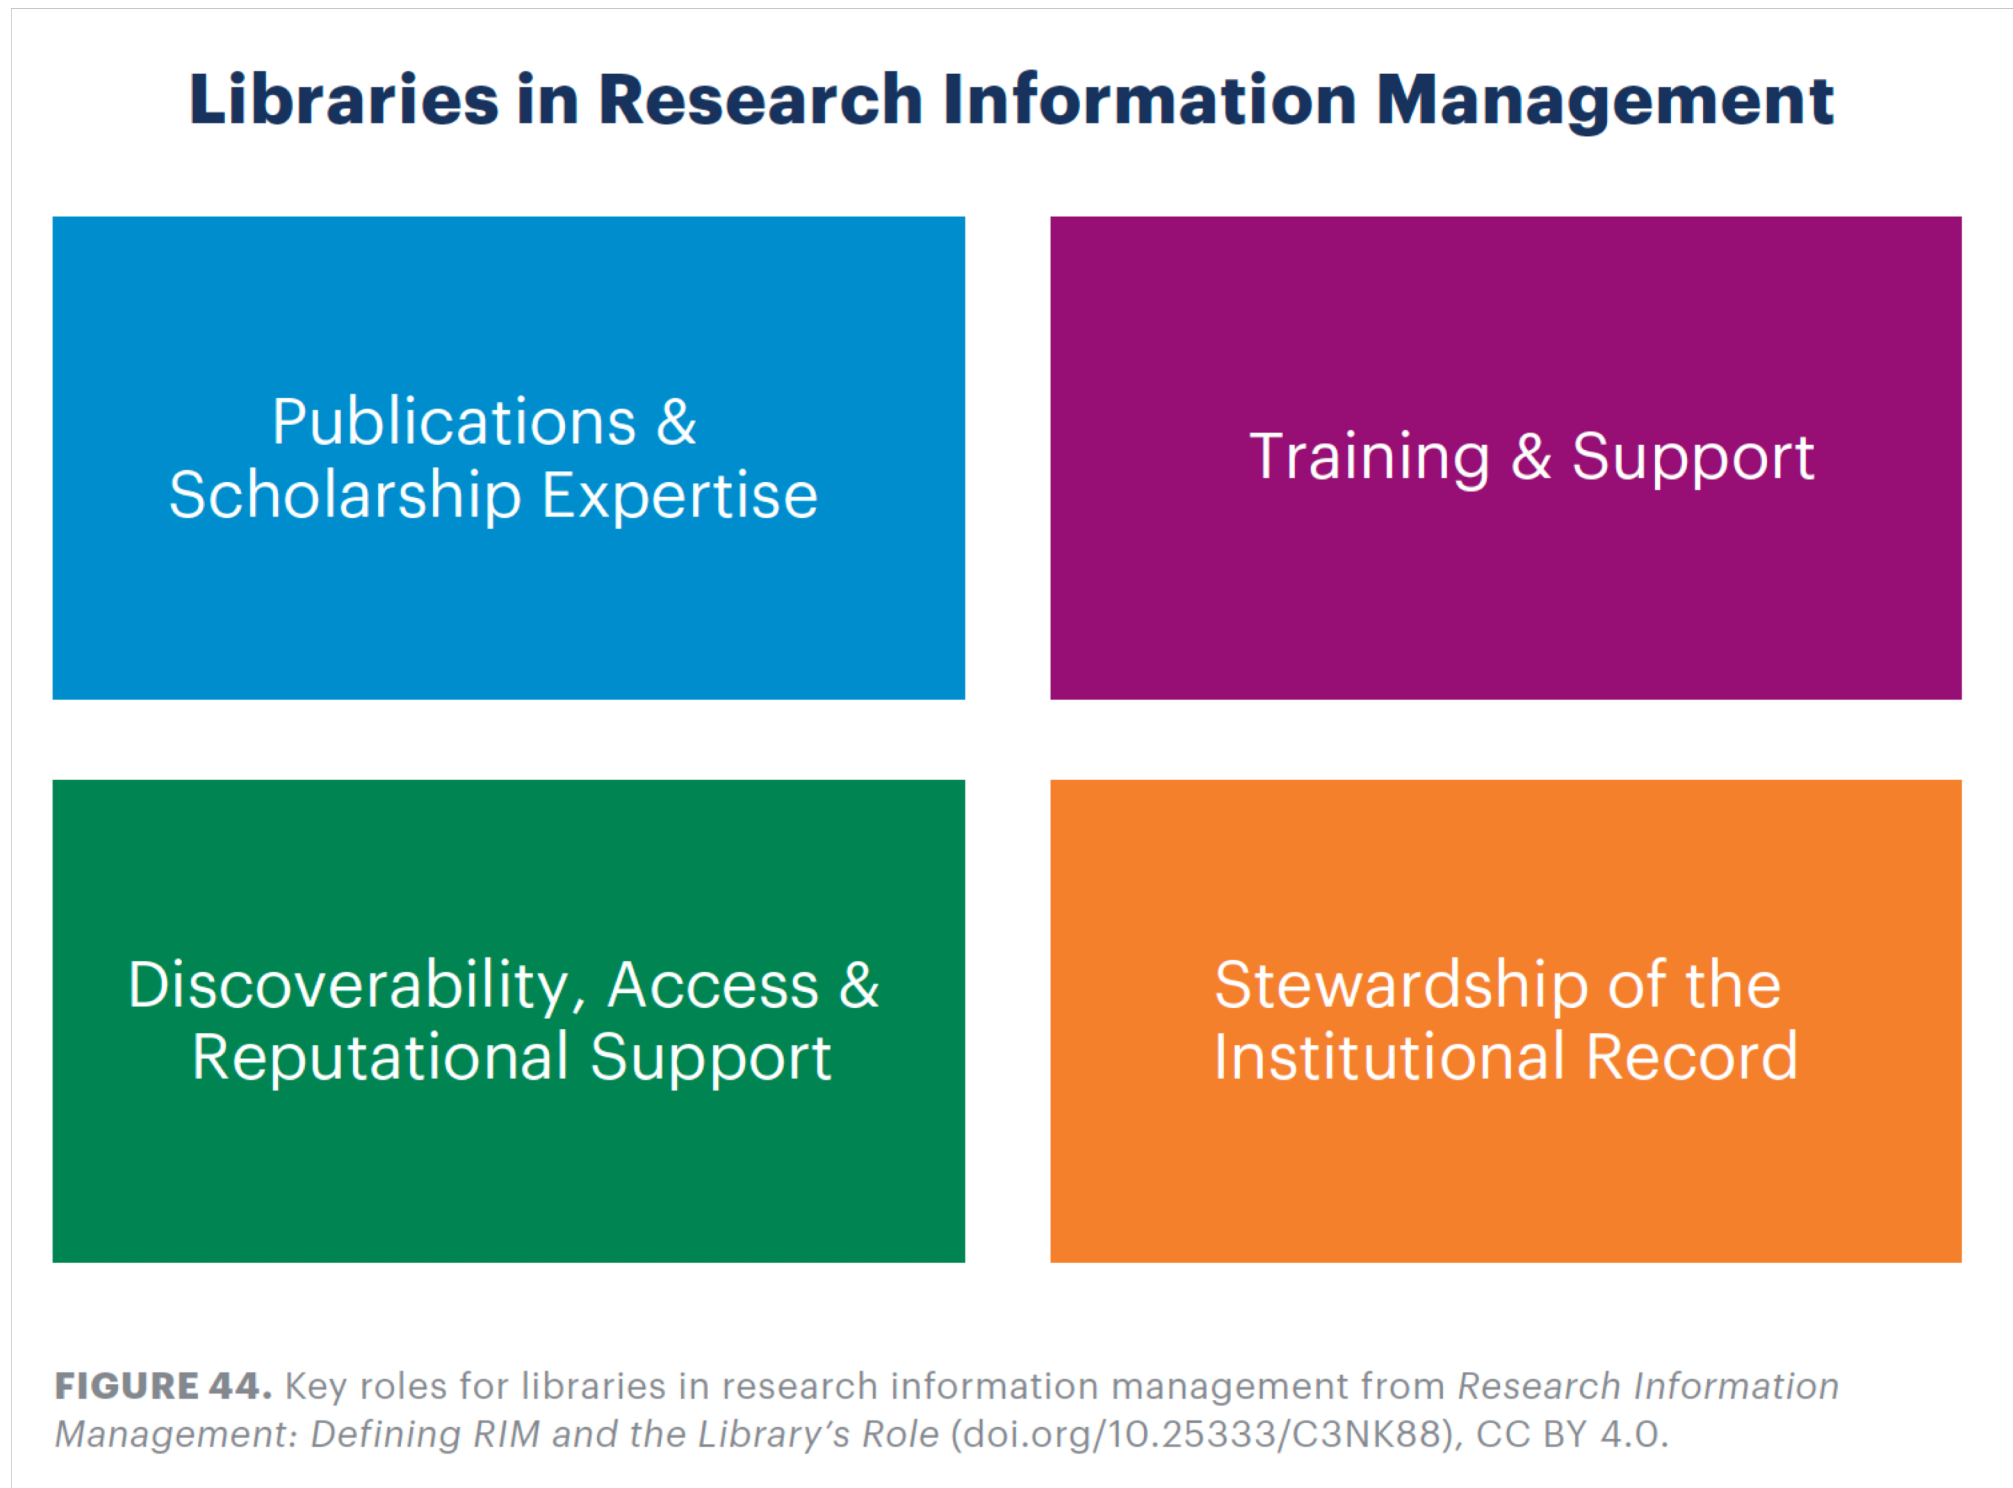 Libraries in Research Information Management
Publications &
Scholarship Expertise
Training & Support
Discoverability, Access &
Reputational Support
Stewardship of the
Institutional Record
FIGURE 44. Key roles for libraries in research information management from Research Information
Management: Defining RIM and the Library’s Role (doi.org/10.25333/C3NK88), CC BY 4.0.